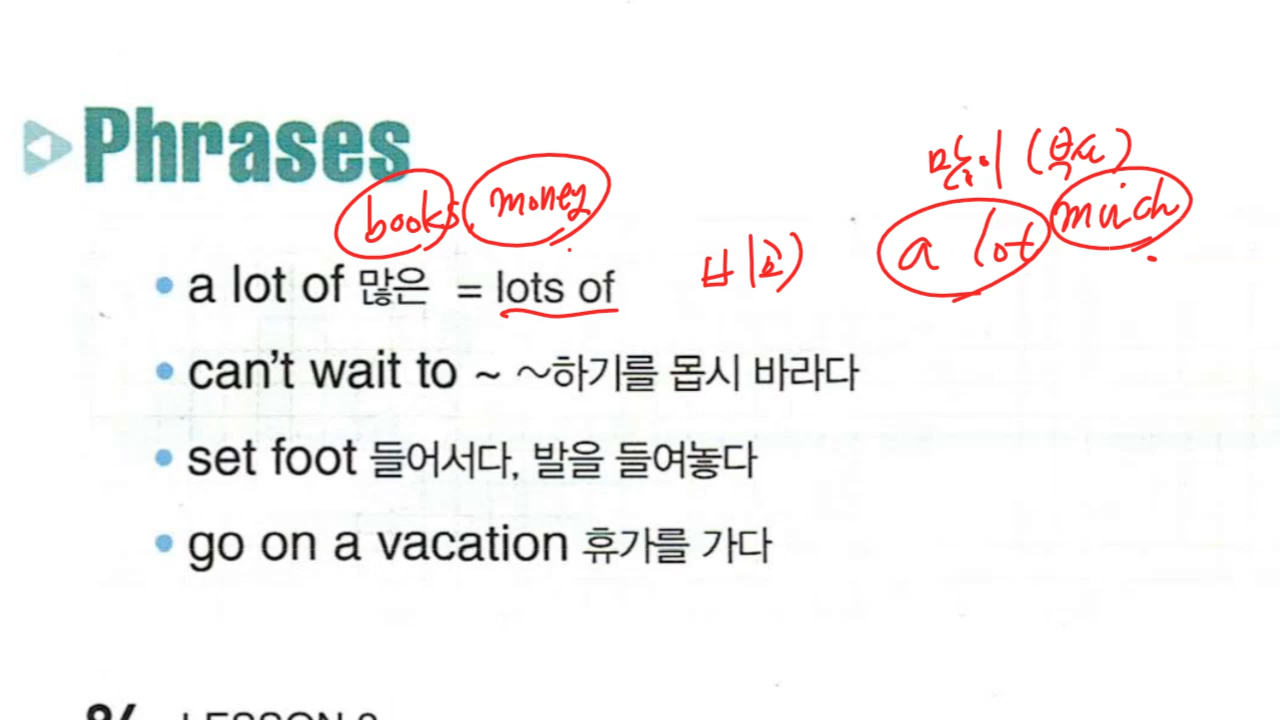 Phrases
많이 (부사)
books, money
a lot much
비교)
• a lot of 많은 = lots of
• can't wait to ~ ~하기를 몹시 바라다
• set foot 들어서다, 발을 들여놓다
• go on a vacation 휴가를 가다
LESSON